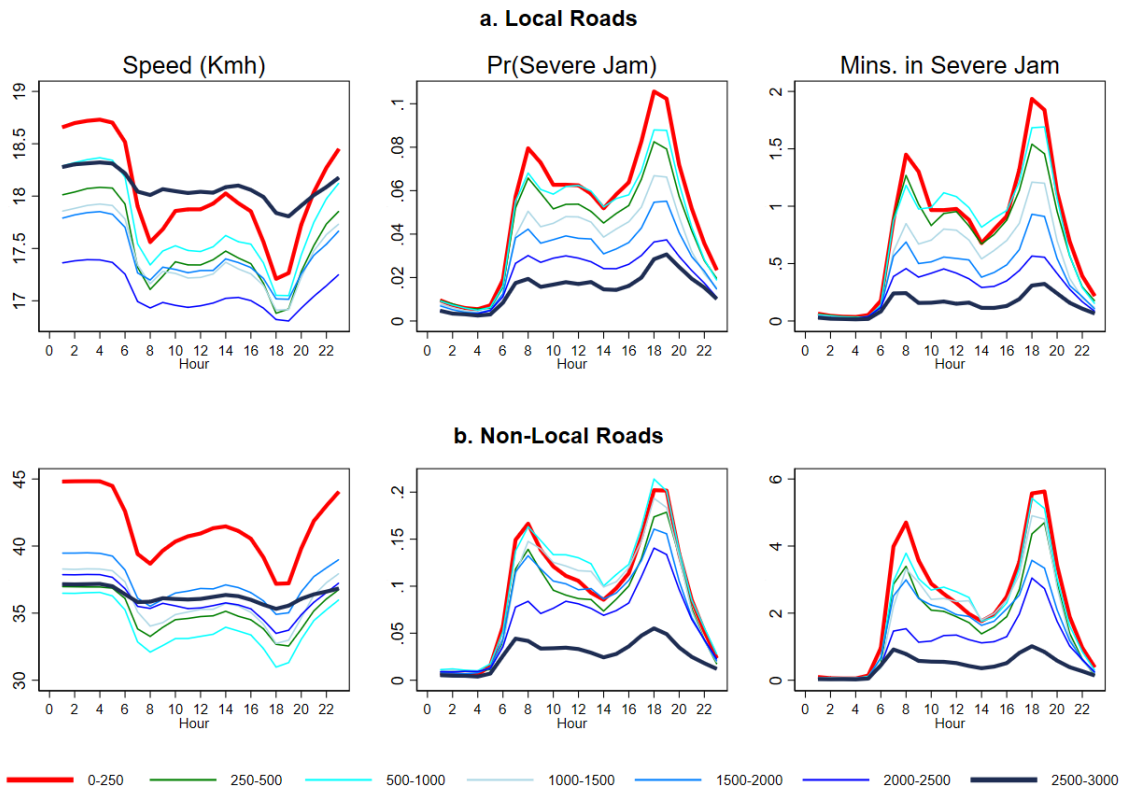 a. Local Roads
Speed (Kmh)
Pr(Severe Jam)
Mins. in Severe Jam
19
18.5
18
17.5
17
0 2 4 6 8 10 12 14 16 18 20 22
Hour
.1
.08
.06
.04
.02
0
0 2 4 6 8 10 12 14 16 18 20 22
Hour
2
1.5
1
.5
0
0 2 4 6 8 10 12 14 16 18 20 22
Hour
b. Non-Local Roads
45
40
35
30
0 2 4 6 8 10 12 14 16 18 20 22
Hour
.2
.15
.1
.05
0
0 2 4 6 8 10 12 14 16 18 20 22
Hour
6
4
2
0
0 2 4 6 8 10 12 14 16 18 20 22
Hour
0-250 250-500 500-1000 1000-1500 1500-2000 2000-2500 2500-3000